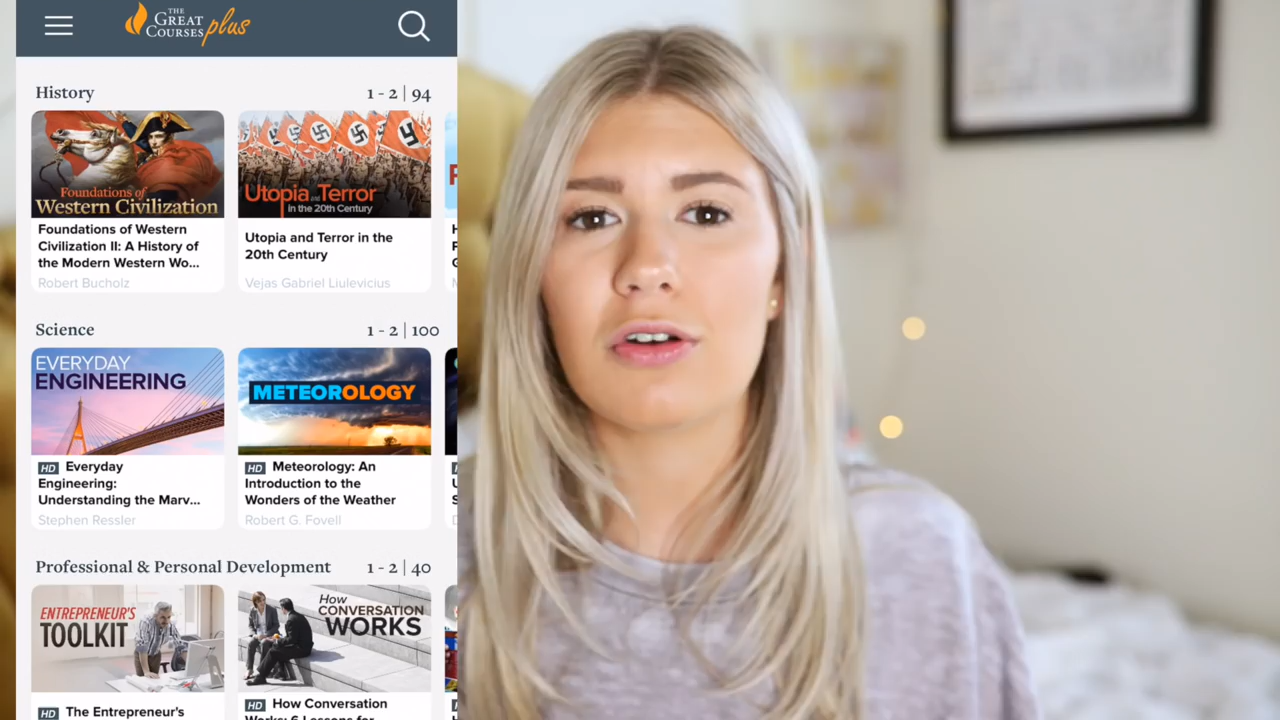 THE
GREAT
COURSES plus
History
1 - 2 | 94
Foundations of
Western Civilization
Foundations of Western
Civilization II: A History of
the Modern Western Wo...
Robert Bucholz
Utopia and Terror
in the 20th Century
Utopia and Terror in the
20th Century
Vejas Gabriel Liulevicius
Science
1 - 2 | 100
EVERYDAY
ENGINEERING
HD Everyday
Engineering:
Understanding the Marv...
Stephen Ressler
METEOROLOGY
HD Meteorology: An
Introduction to the
Wonders of the Weather
Robert G. Fovell
Professional & Personal Development
1 - 2 | 40
ENTREPRENEUR'S
TOOLKIT
HD The Entrepreneur's
How
CONVERSATION
WORKS
HD How Conversation
Works: 6 Lessons for